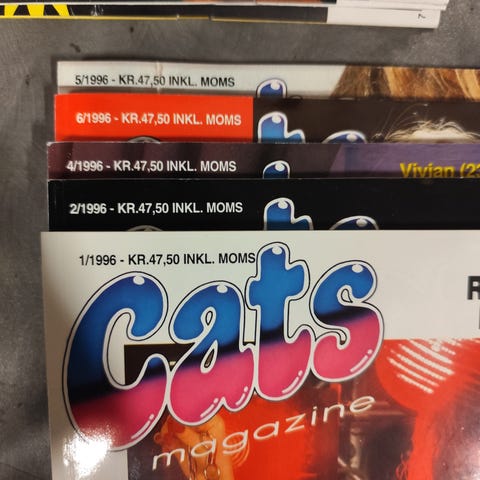 7
5/1996 - KR.47,50 INKL. MOMS
6/1996 - KR.47,50 INKL. MOMS
4/1996 - KR.47,50 INKL. MOMS
Vivian (23
2/1996 - KR.47,50 INKL. MOMS
1/1996 - KR.47,50 INKL. MOMS
Cats
magazine